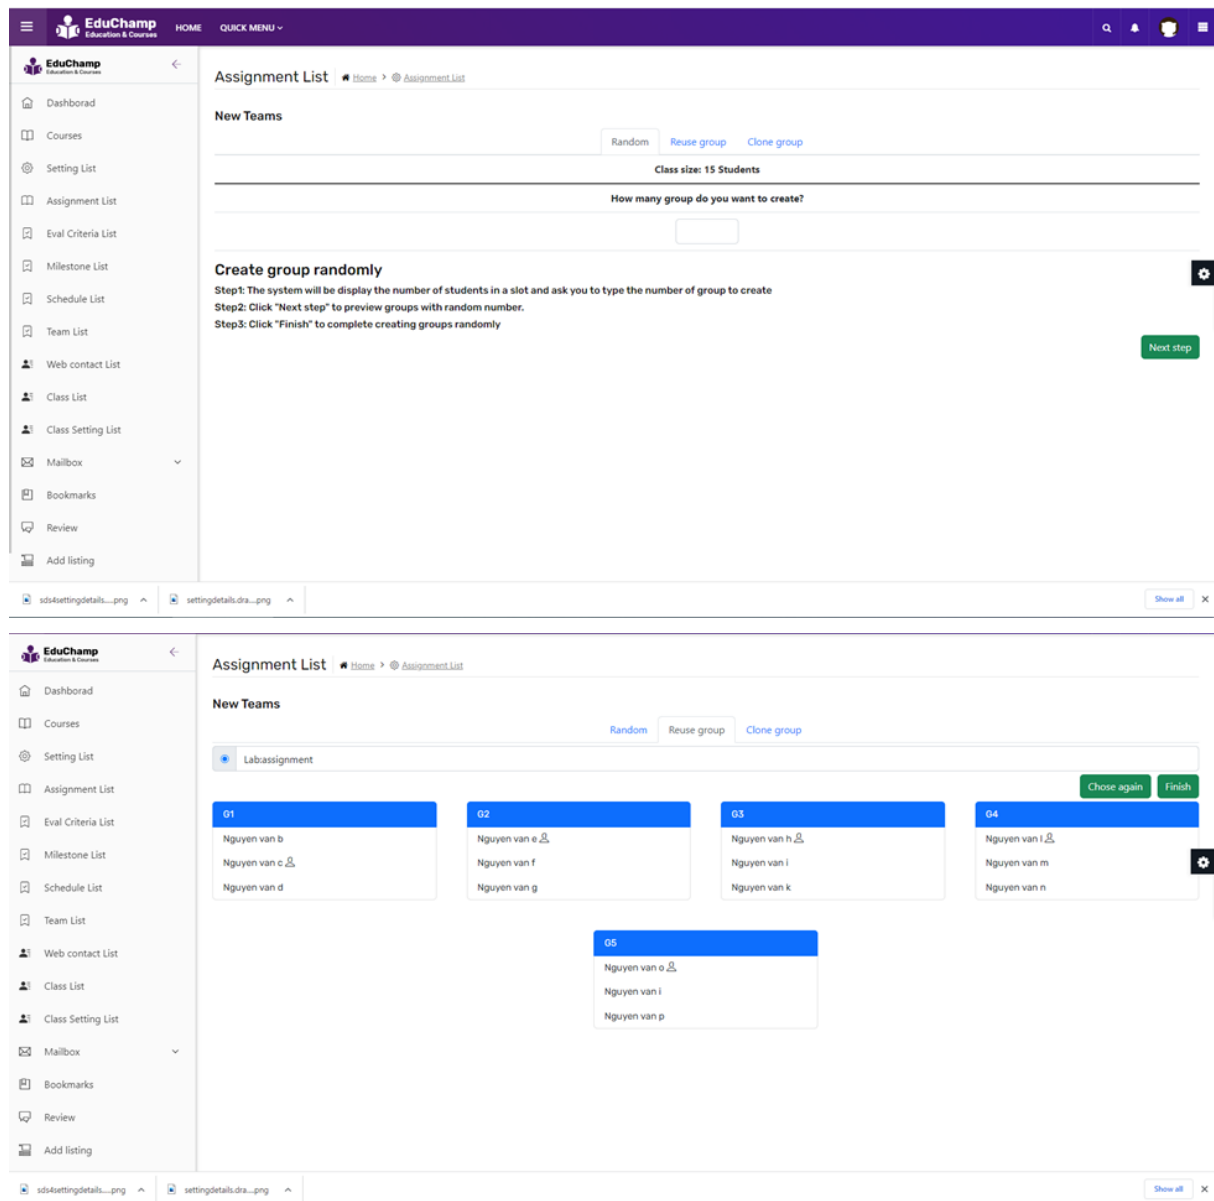 EduChamp
Education & Courses
HOME
QUICK MENU
EduChamp
Education & Courses
Dashborad
Courses
Setting List
Assignment List
Eval Criteria List
Milestone List
Schedule List
Team List
Web contact List
Class List
Class Setting List
Mailbox
Bookmarks
Review
Add listing
Assignment List Home > Assignment List
New Teams
Random Reuse group Clone group
Class size: 15 Students
How many group do you want to create?
Create group randomly
Step1: The system will be display the number of students in a slot and ask you to type the number of group to create
Step2: Click "Next step" to preview groups with random number.
Step3: Click "Finish" to complete creating groups randomly
Next step
sds4settingdetails....png settingdetails.dra...png Show all
EduChamp
Education & Courses
Dashborad
Courses
Setting List
Assignment List
Eval Criteria List
Milestone List
Schedule List
Team List
Web contact List
Class List
Class Setting List
Mailbox
Bookmarks
Review
Add listing
Assignment List Home > Assignment List
New Teams
Random Reuse group Clone group
Lab:assignment
Chose again Finish
G1
Nguyen van b
Nguyen van c
Nguyen van d
G2
Nguyen van e
Nguyen van f
Nguyen van g
G3
Nguyen van h
Nguyen van i
Nguyen van k
G4
Nguyen van l
Nguyen van m
Nguyen van n
G5
Nguyen van o
Nguyen van i
Nguyen van p
sds4settingdetails....png settingdetails.dra...png Show all